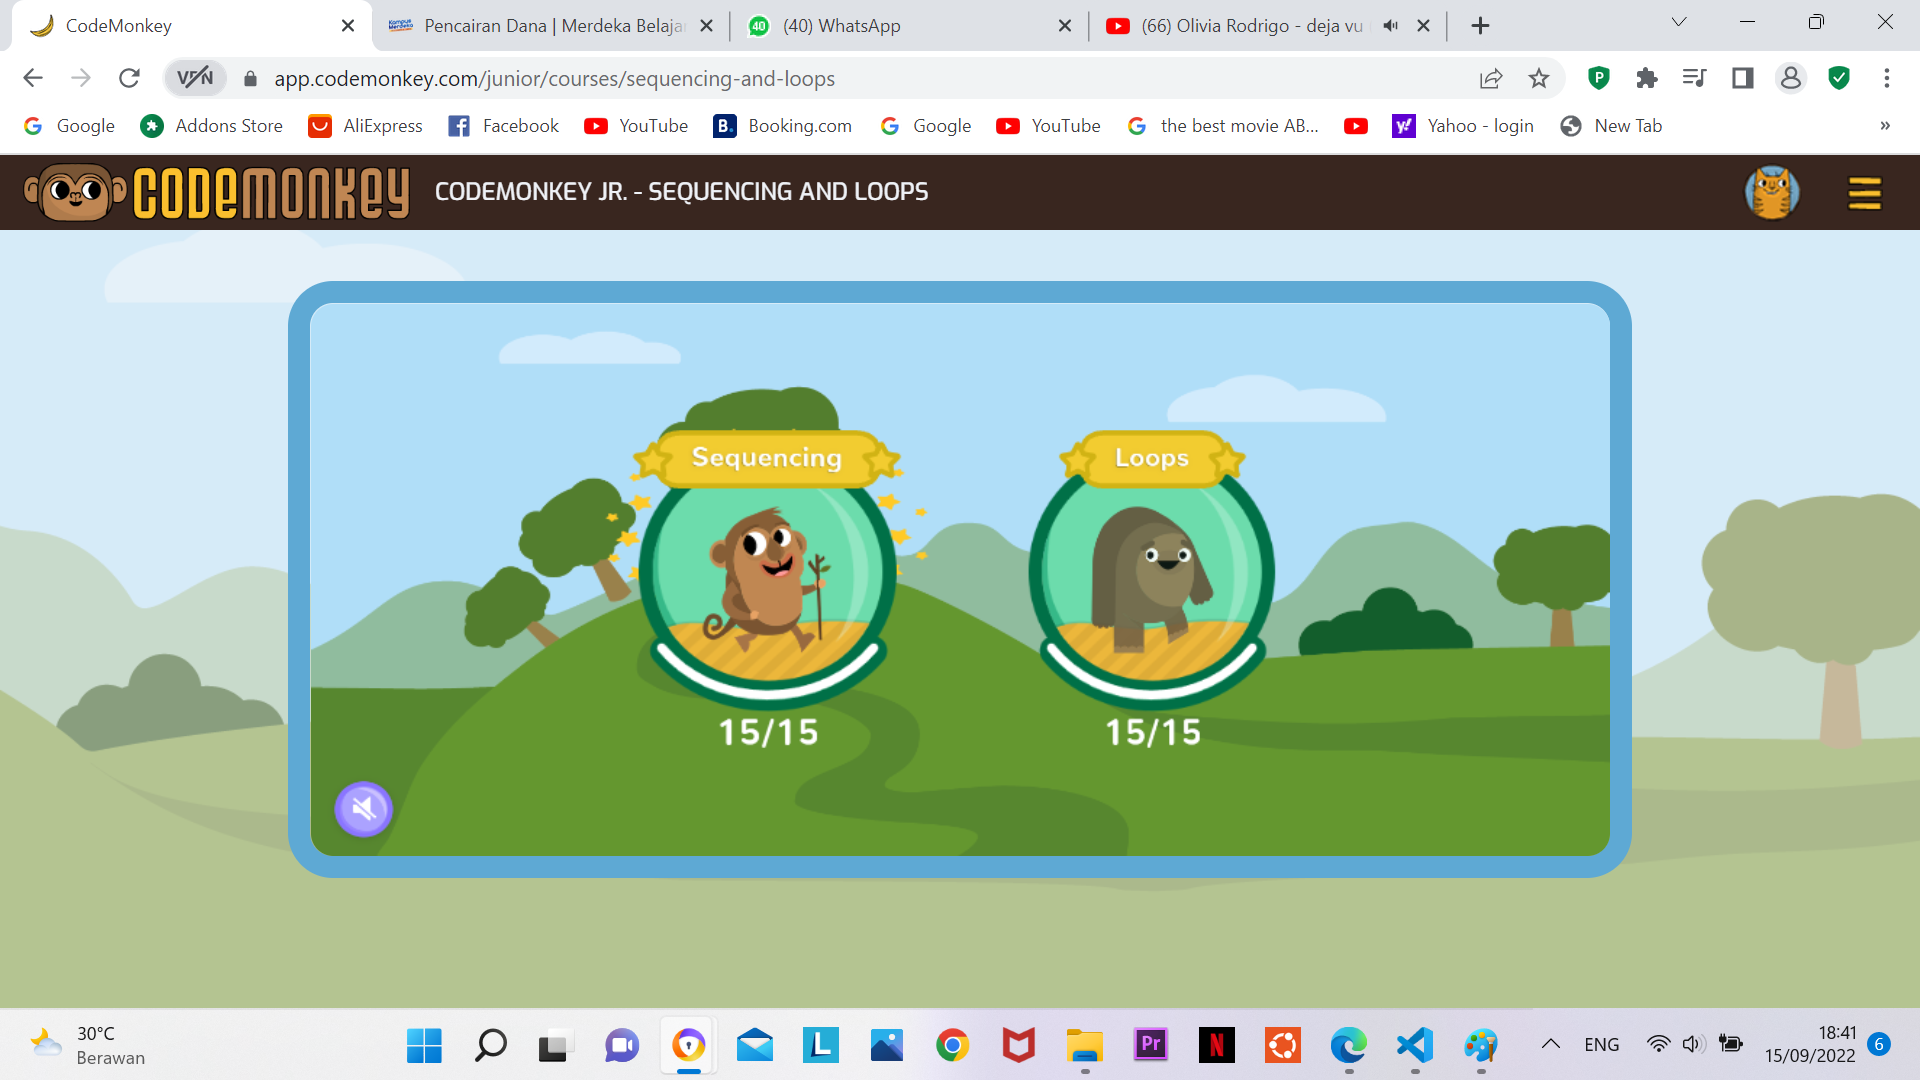 CodeMonkey
Pencairan Dana | Merdeka Belaja
(40) WhatsApp
(66) Olivia Rodrigo - deja vu
VPN
app.codemonkey.com/junior/courses/sequencing-and-loops
Google
Addons Store
AliExpress
Facebook
YouTube
Booking.com
Google
YouTube
the best movie AB...
Yahoo - login
New Tab
»
CODEMONKEY
CODEMONKEY JR. - SEQUENCING AND LOOPS
Sequencing
Loops
15/15
15/15
30°C
Berawan
ENG
18:41
15/09/2022
6